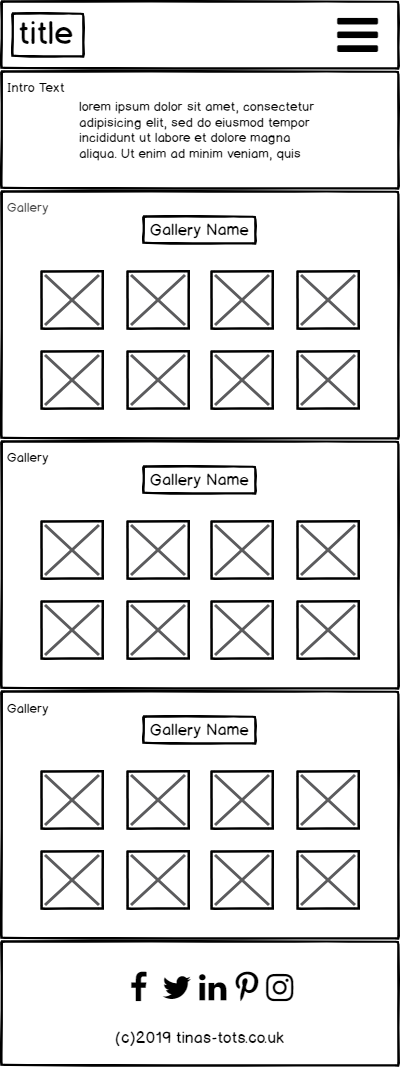 title
Intro Text
lorem ipsum dolor sit amet, consectetur
adipisicing elit, sed do eiusmod tempor
incididunt ut labore et dolore magna
aliqua. Ut enim ad minim veniam, quis
Gallery
Gallery Name
Gallery
Gallery Name
Gallery
Gallery Name
(c)2019 tinas-tots.co.uk